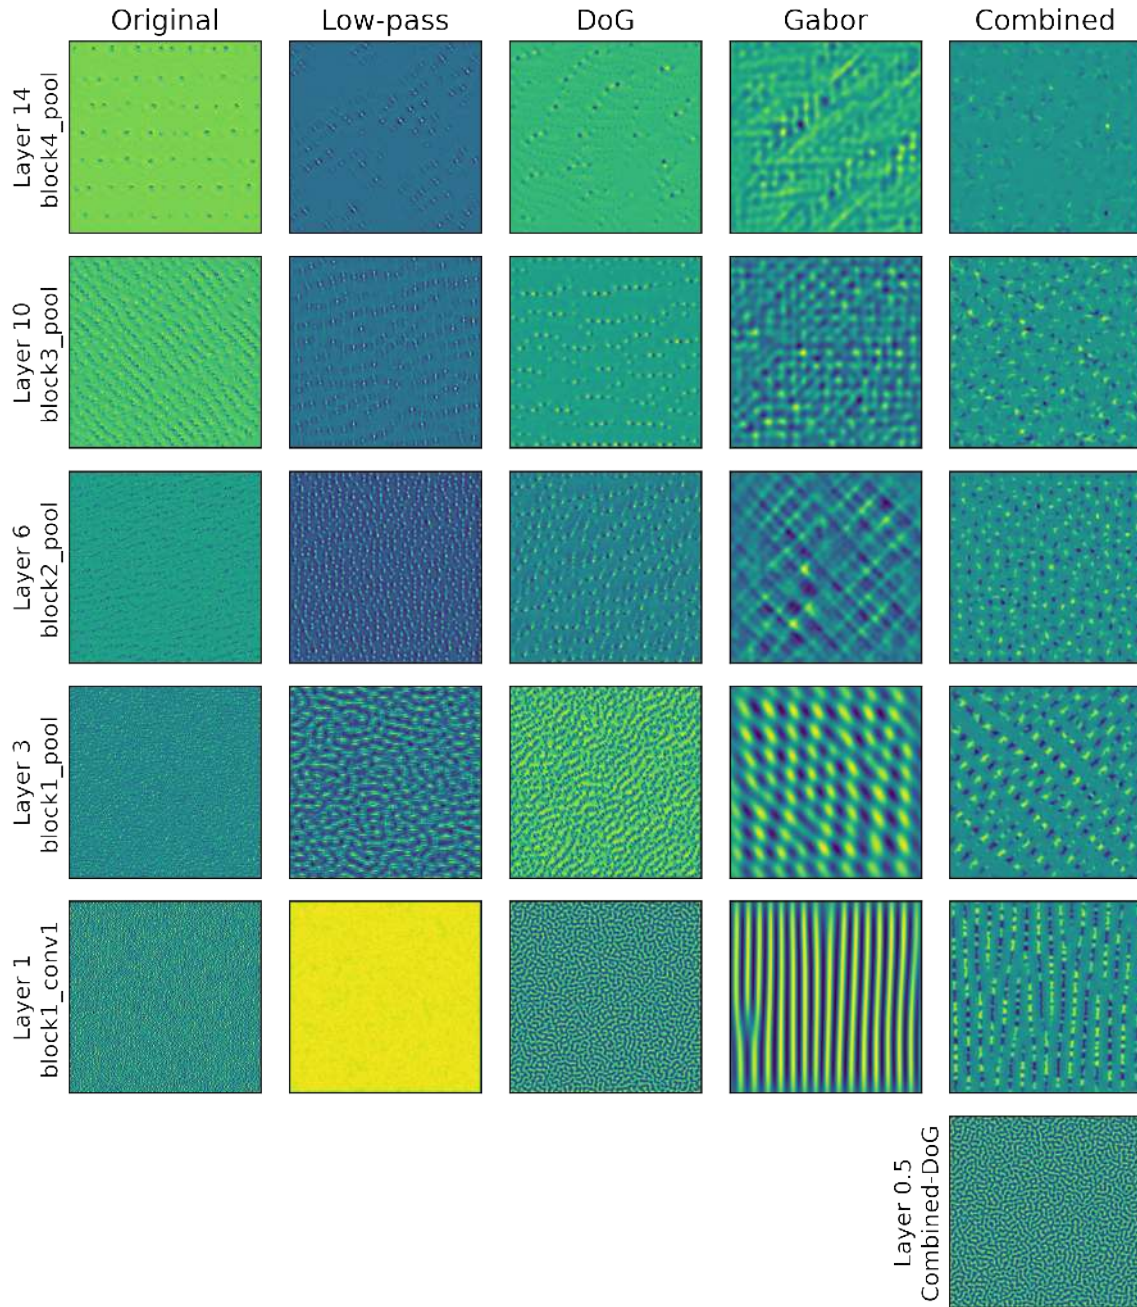 Original
Low-pass
DoG
Gabor
Combined
Layer 14
block4_pool
Layer 10
block3_pool
Layer 6
block2_pool
Layer 3
block1_pool
Layer 1
block1_conv1
Layer 0.5
Combined-DoG